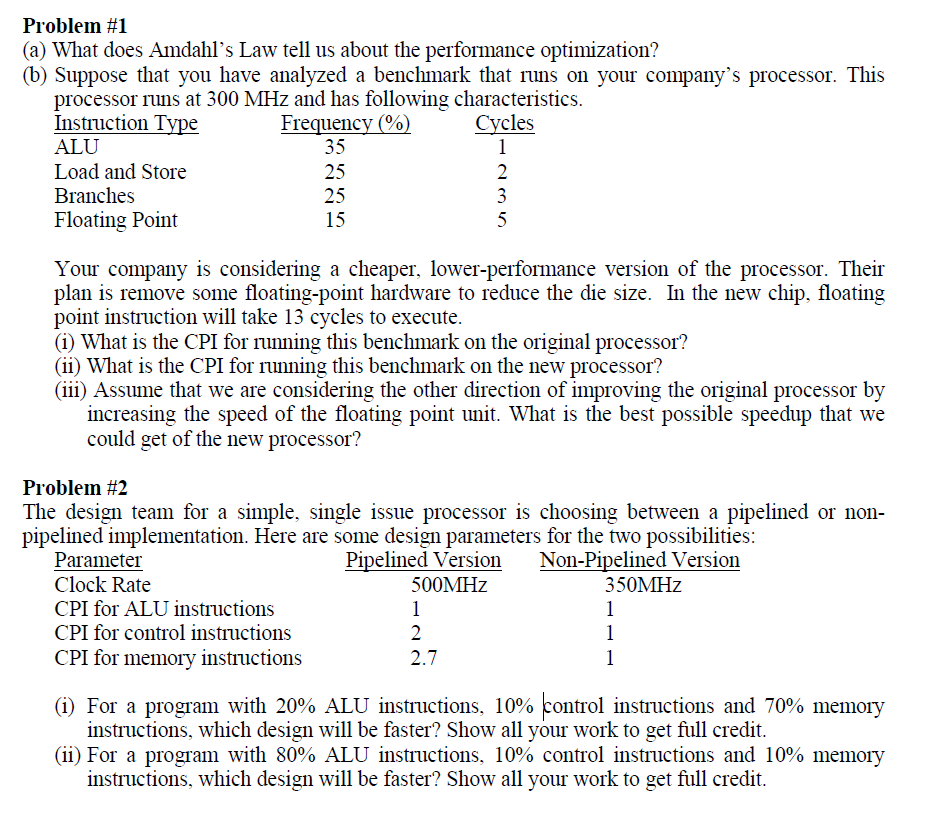 Problem #1
(a) What does Amdahl’s Law tell us about the performance optimization?
(b) Suppose that you have analyzed a benchmark that runs on your company’s processor. This
processor runs at 300 MHz and has following characteristics.
Instruction Type Frequency (%) Cycles
ALU 35 1
Load and Store 25 2
Branches 25 3
Floating Point 15 5
Your company is considering a cheaper, lower-performance version of the processor. Their
plan is remove some floating-point hardware to reduce the die size. In the new chip, floating
point instruction will take 13 cycles to execute.
(i) What is the CPI for running this benchmark on the original processor?
(ii) What is the CPI for running this benchmark on the new processor?
(iii) Assume that we are considering the other direction of improving the original processor by
increasing the speed of the floating point unit. What is the best possible speedup that we
could get of the new processor?
Problem #2
The design team for a simple, single issue processor is choosing between a pipelined or non-
pipelined implementation. Here are some design parameters for the two possibilities:
Parameter Pipelined Version Non-Pipelined Version
Clock Rate 500MHz 350MHz
CPI for ALU instructions 1 1
CPI for control instructions 2 1
CPI for memory instructions 2.7 1
(i) For a program with 20% ALU instructions, 10% control instructions and 70% memory
instructions, which design will be faster? Show all your work to get full credit.
(ii) For a program with 80% ALU instructions, 10% control instructions and 10% memory
instructions, which design will be faster? Show all your work to get full credit.